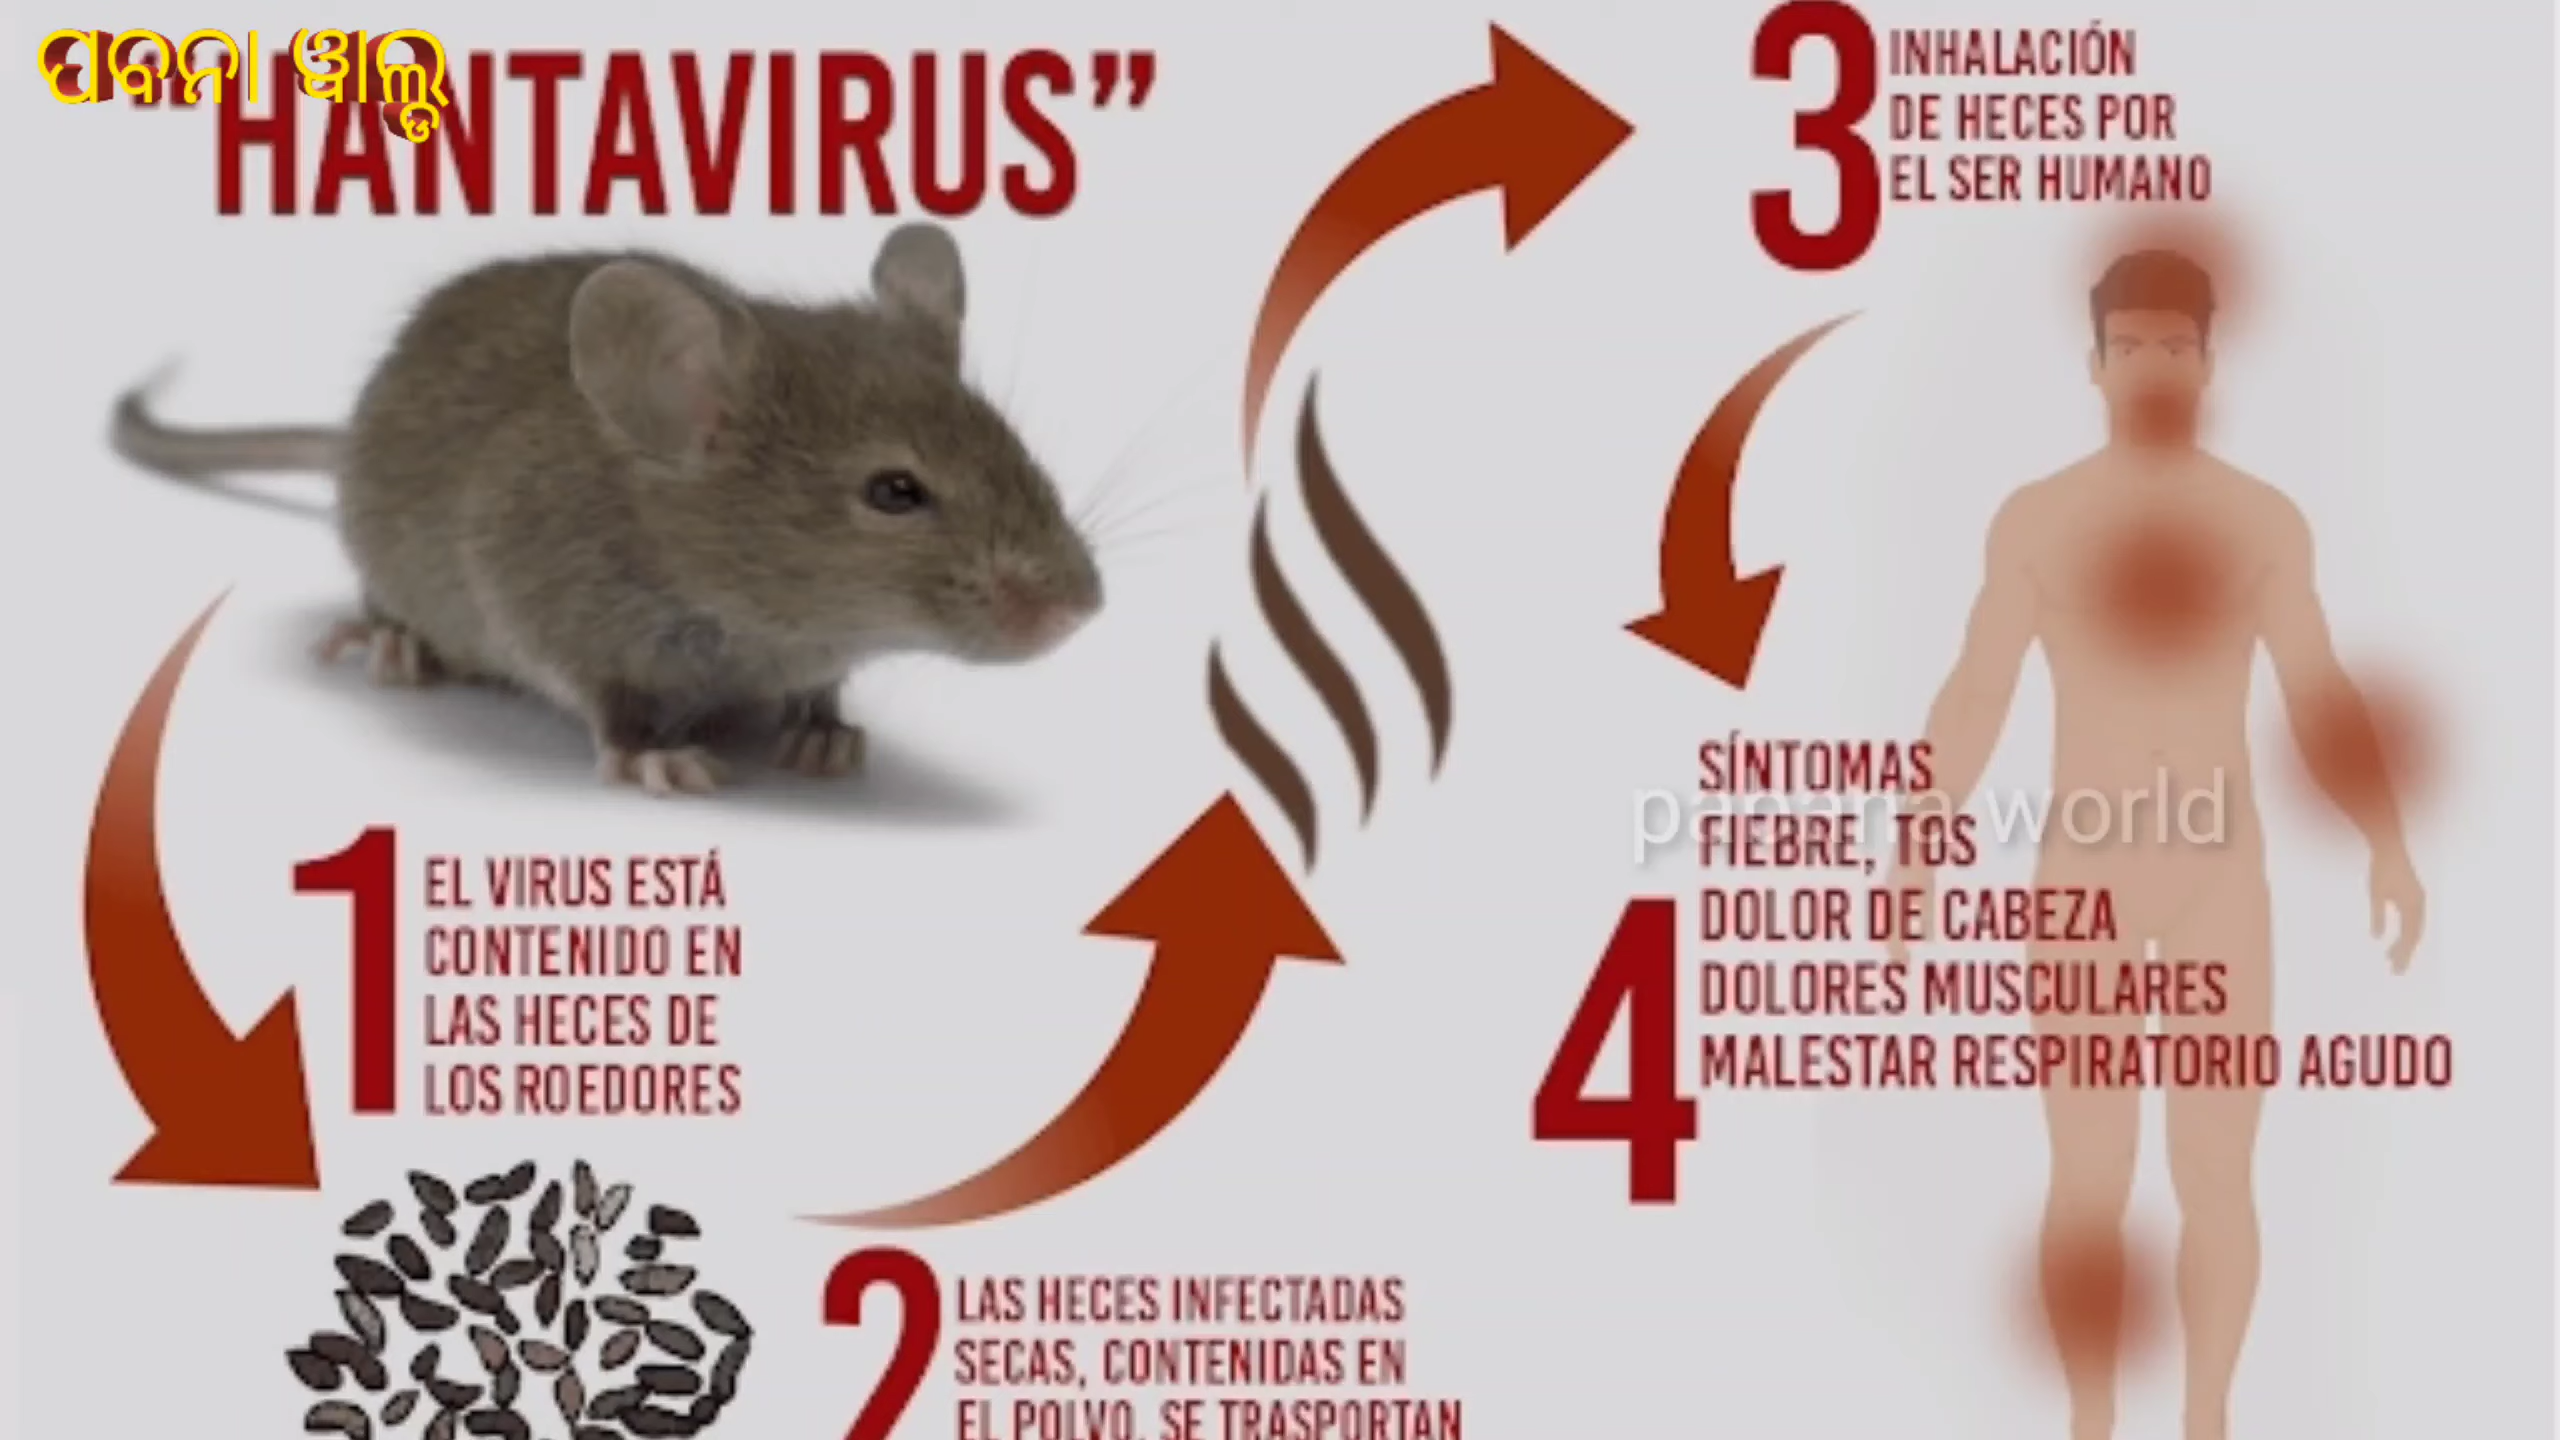 ପବନା ୱାର୍ଲ୍ଡ
“HANTAVIRUS”
1
EL VIRUS ESTÁ
CONTENIDO EN
LAS HECES DE
LOS ROEDORES
2
LAS HECES INFECTADAS
SECAS, CONTENIDAS EN
EL POLVO, SE TRASPORTAN
3
INHALACIÓN
DE HECES POR
EL SER HUMANO
4
SÍNTOMAS
FIEBRE, TOS
DOLOR DE CABEZA
DOLORES MUSCULARES
MALESTAR RESPIRATORIO AGUDO
world